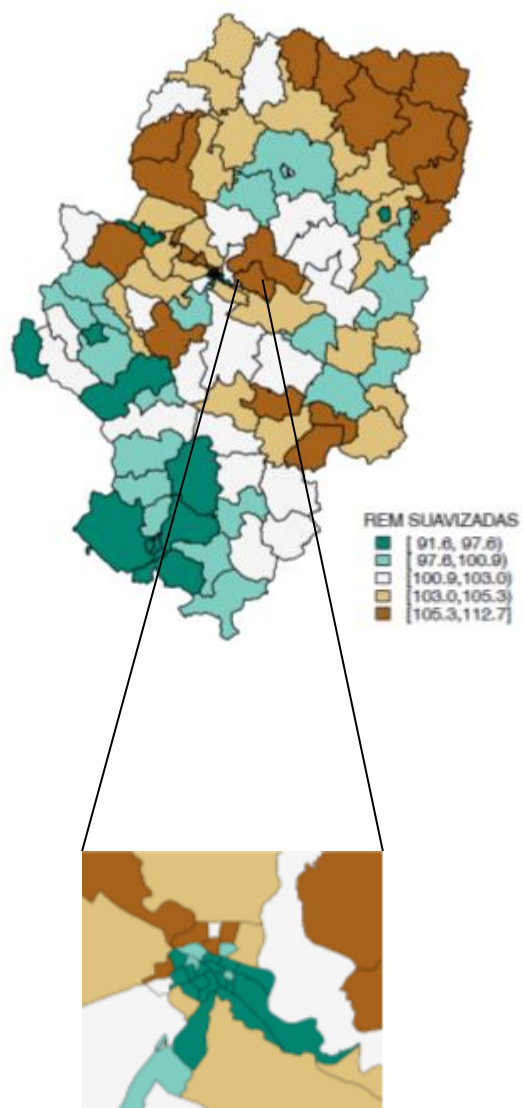 REM SUAVIZADAS
[ 91.6, 97.6)
[ 97.6,100.9)
[100.9,103.0)
[103.0,105.3)
[105.3,112.7]